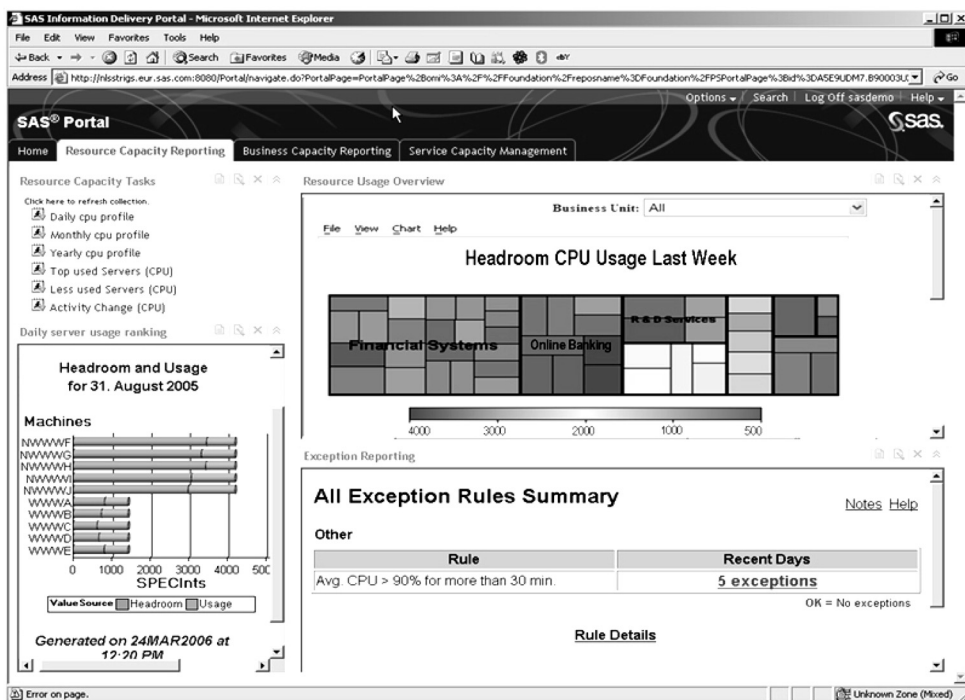 SAS Information Delivery Portal - Microsoft Internet Explorer
File Edit View Favorites Tools Help
Back Search Favorites Media
Address http://nlsstrigs.eur.sas.com:8080/Portal/navigate.do?PortalPage=PortalPage%2Bomi%3A%2F%2FFoundation%2Freposname%3DFoundation%2FPSPortalPage%3Bid%3DA5E9UDM7.B90003U Go
Options Search Log Off sasdemo Help
SAS® Portal
sas.
Home Resource Capacity Reporting Business Capacity Reporting Service Capacity Management
Resource Capacity Tasks
Click here to refresh collection.
Daily cpu profile
Monthly cpu profile
Yearly cpu profile
Top used Servers (CPU)
Less used Servers (CPU)
Activity Change (CPU)
Daily server usage ranking
Headroom and Usage
for 31. August 2005
Machines
NWWWF
NWWWG
NWWWH
NWWWI
NWWWJ
WWWA
WWWB
WWWC
WWWD
WWWE
0 1000 2000 3000 4000 500
SPECInts
ValueSource Headroom Usage
Generated on 24MAR2006 at
12:20 PM
Resource Usage Overview
Business Unit: All
File View Chart Help
Headroom CPU Usage Last Week
Financial Systems
Online Banking
R & D Services
4000 3000 2000 1000 500
Exception Reporting
All Exception Rules Summary
Notes Help
Other
Rule Recent Days
Avg. CPU > 90% for more than 30 min. 5 exceptions
OK = No exceptions
Rule Details
Error on page.
Unknown Zone (Mixed)